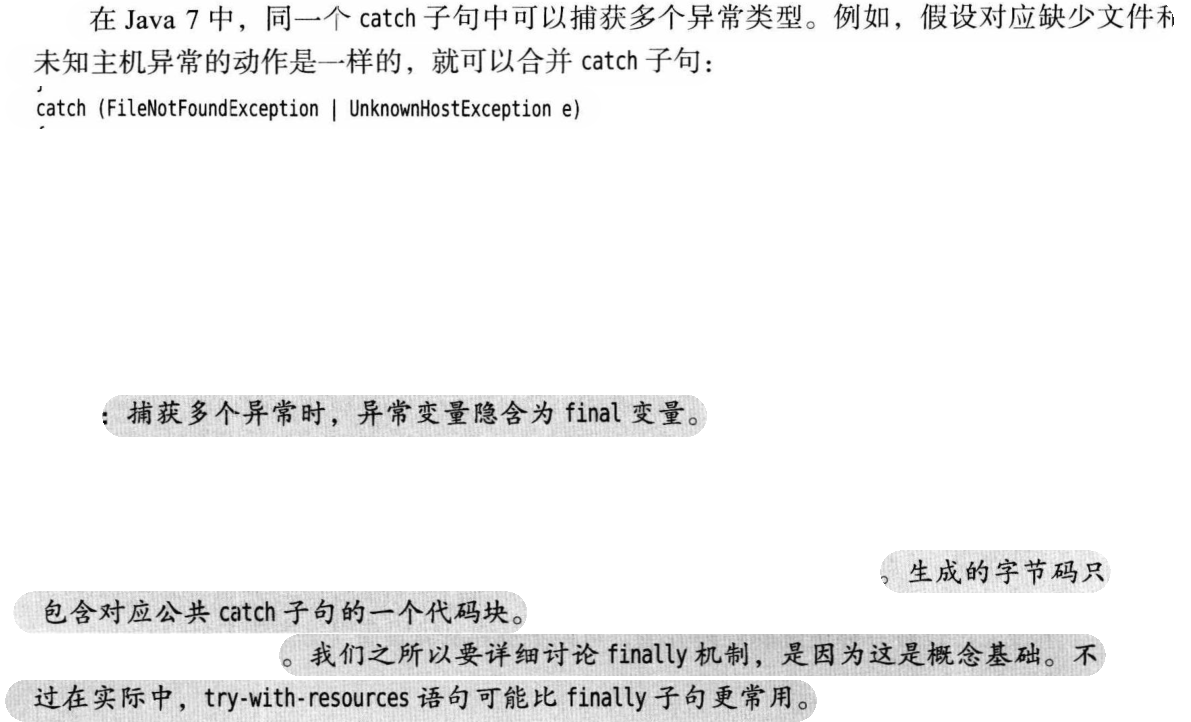 在 Java 7 中，同一个 catch 子句中可以捕获多个异常类型。例如，假设对应缺少文件和
未知主机异常的动作是一样的，就可以合并 catch 子句：
catch (FileNotFoundException | UnknownHostException e)
：捕获多个异常时，异常变量隐含为 final 变量。
。生成的字节码只
包含对应公共 catch 子句的一个代码块。
。我们之所以要详细讨论 finally 机制，是因为这是概念基础。不
过在实际中，try-with-resources 语句可能比 finally 子句更常用。